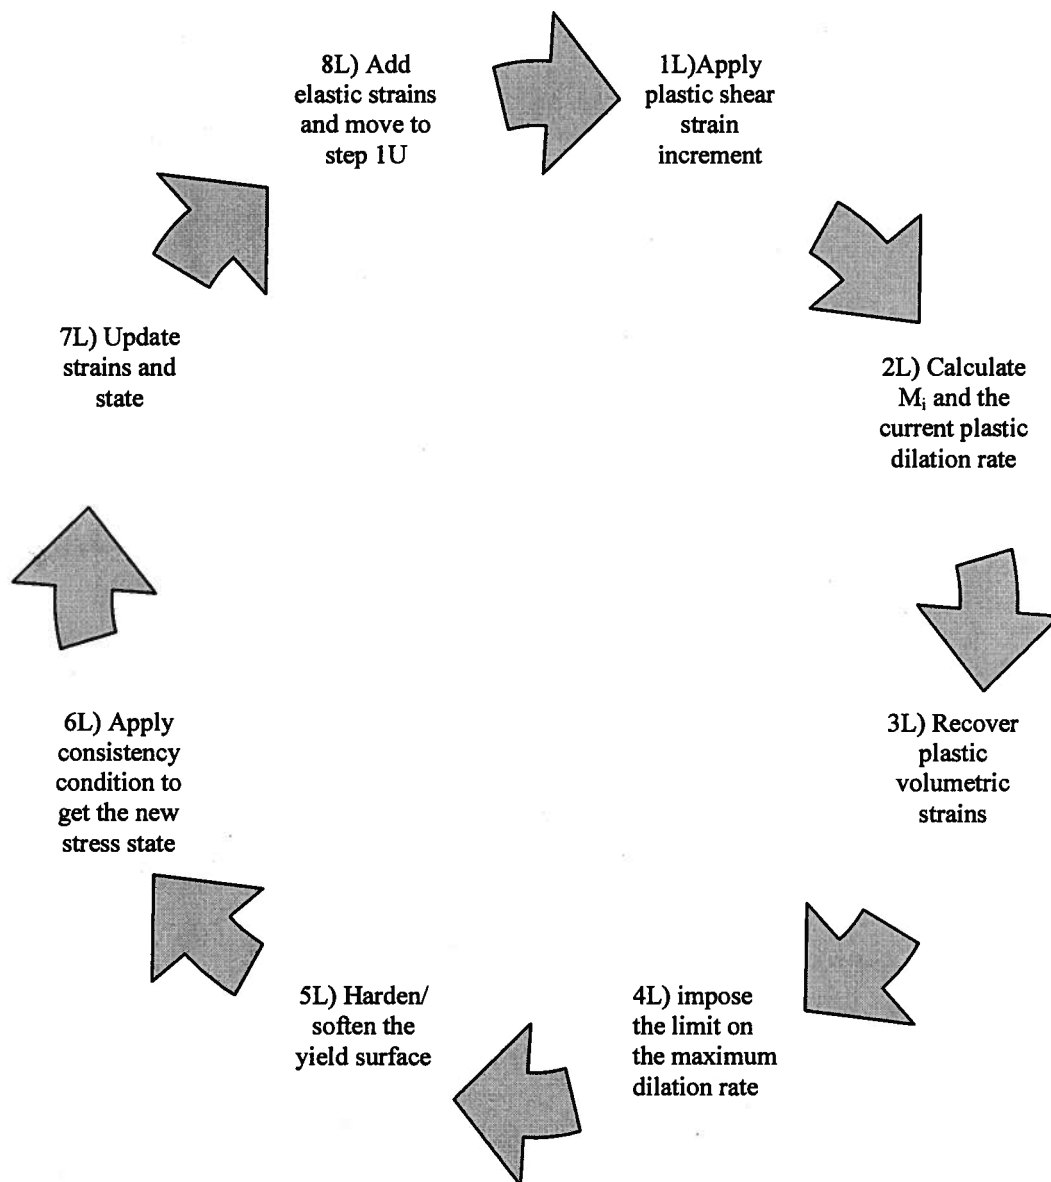 8L) Add
elastic strains
and move to
step 1U
1L)Apply
plastic shear
strain
increment
2L) Calculate
Mᵢ and the
current plastic
dilation rate
3L) Recover
plastic
volumetric
strains
4L) impose
the limit on
the maximum
dilation rate
5L) Harden/
soften the
yield surface
6L) Apply
consistency
condition to
get the new
stress state
7L) Update
strains and
state